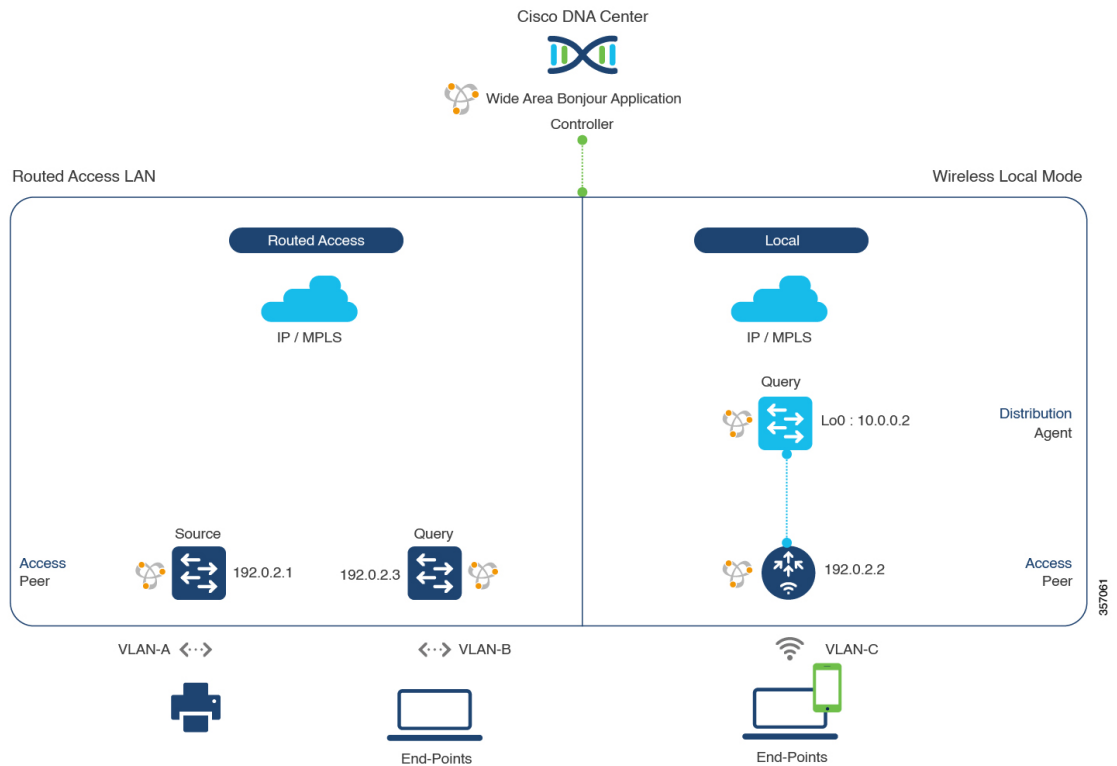 Cisco DNA Center
Wide Area Bonjour Application
Controller
Routed Access LAN
Wireless Local Mode
Routed Access
Local
IP / MPLS
IP / MPLS
Query
Lo0 : 10.0.0.2
Distribution
Agent
Source
Query
Access
Peer
192.0.2.1
192.0.2.3
192.0.2.2
Access
Peer
357061
VLAN-A
VLAN-B
VLAN-C
End-Points
End-Points